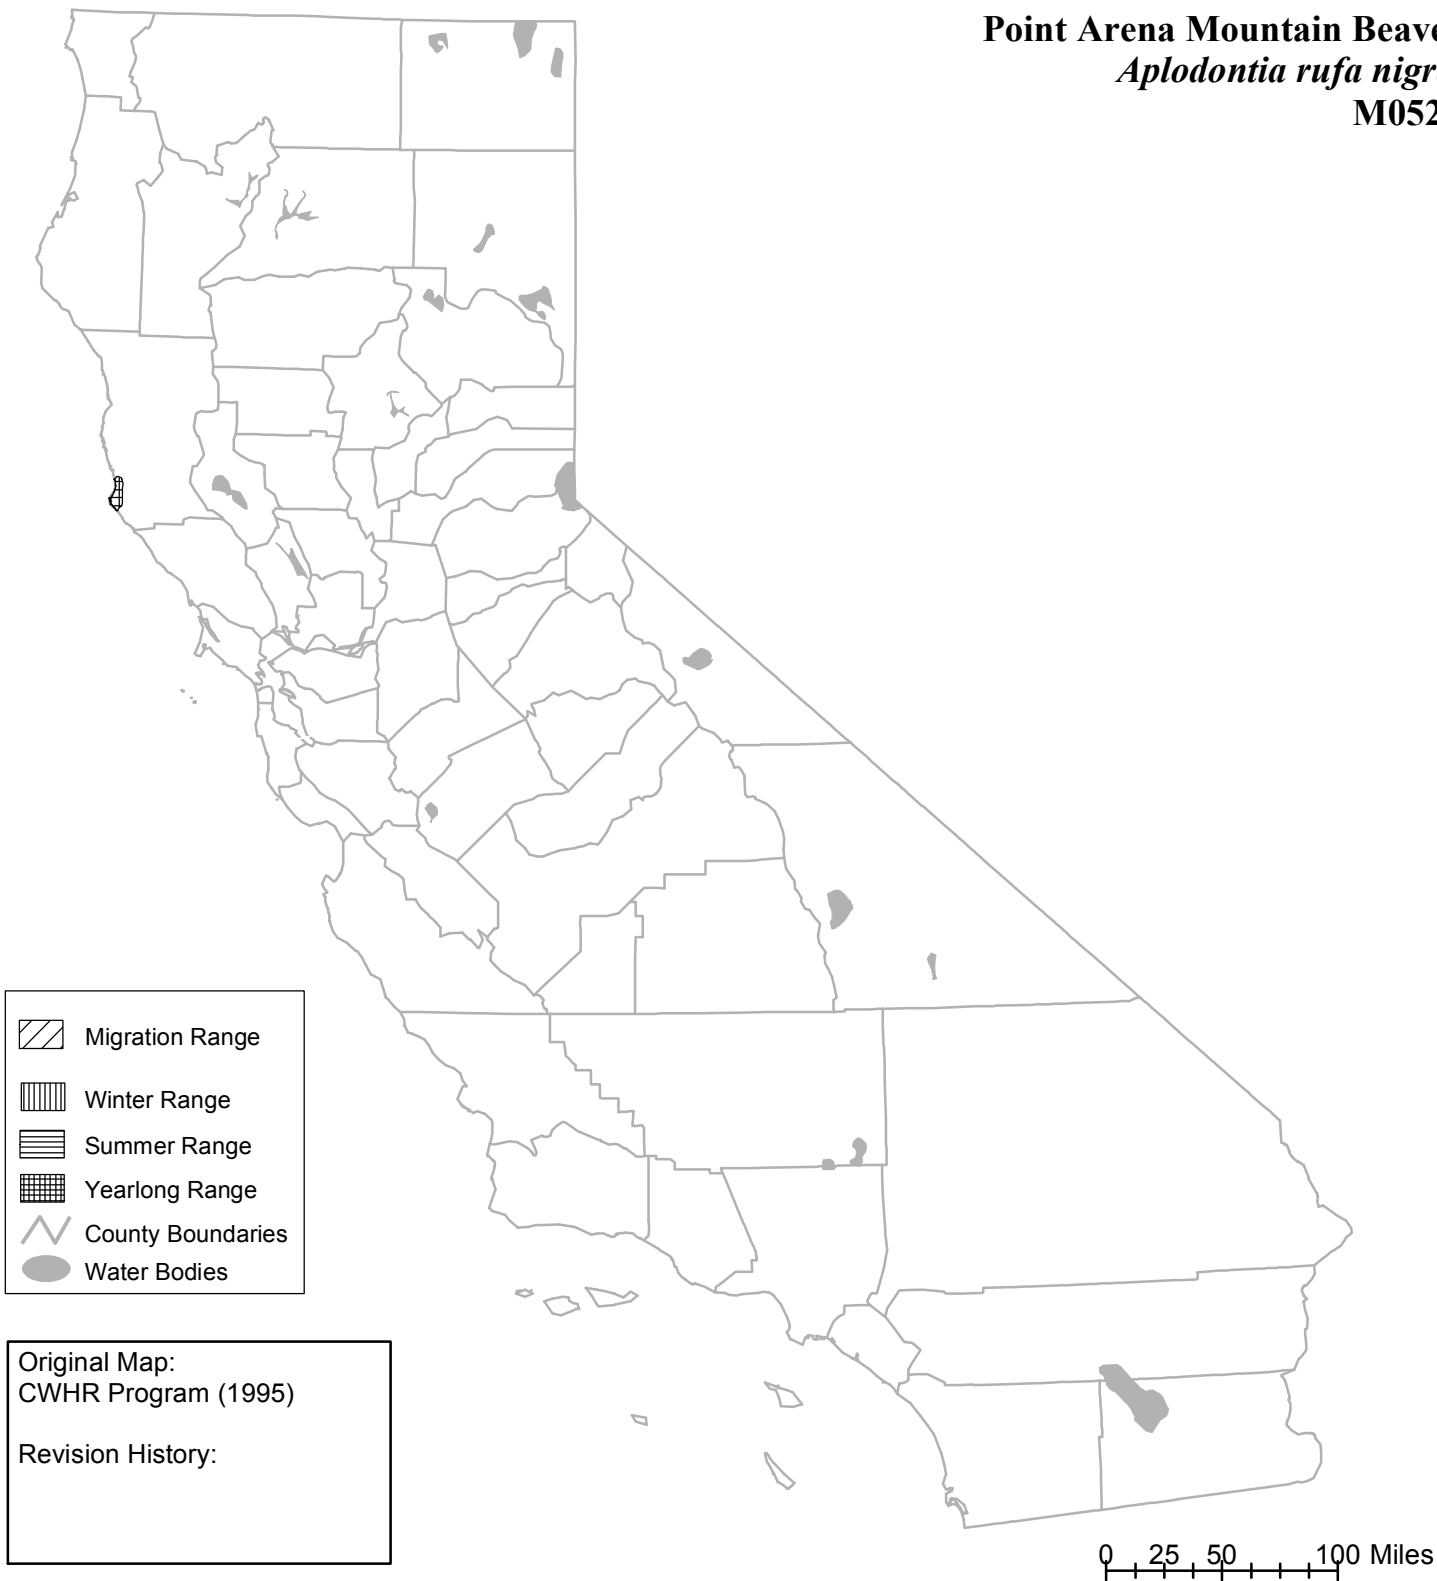 Point Arena Mountain Beave
Aplodontia rufa nigr
M052
Migration Range
Winter Range
Summer Range
Yearlong Range
County Boundaries
Water Bodies
Original Map:
CWHR Program (1995)
Revision History:
0 25 50 100 Miles